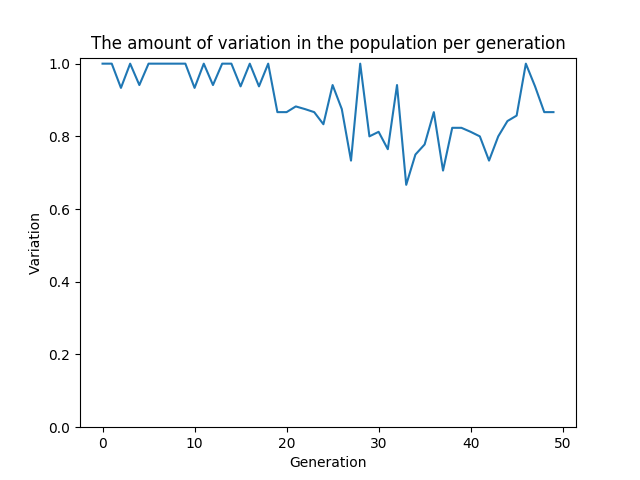 The amount of variation in the population per generation
1.0
0.8
0.6
0.4
0.2
0.0
Variation
0 10 20 30 40 50
Generation